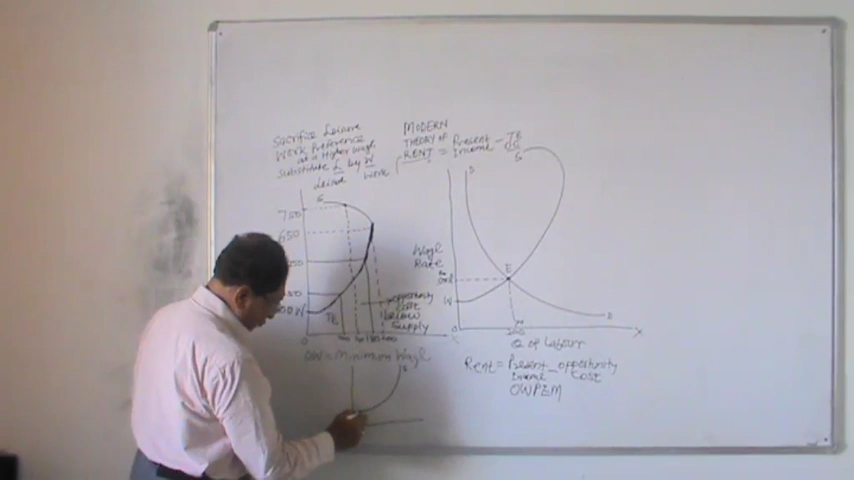 Sacrifice Leisure
Work Preference
at a Higher Wage
Substitute L by W
Leisure Work
MODERN
THEORY OF
RENT = Present Income - TE
OC
S
750
650
W
TE
opportunity
Cost
below
Supply
O
X
OW = Minimum Wage
S
D
S
Wage
Rate
E
W
O
D
X
Q of Labour
Rent = Present Income - opportunity Cost
OWPEM